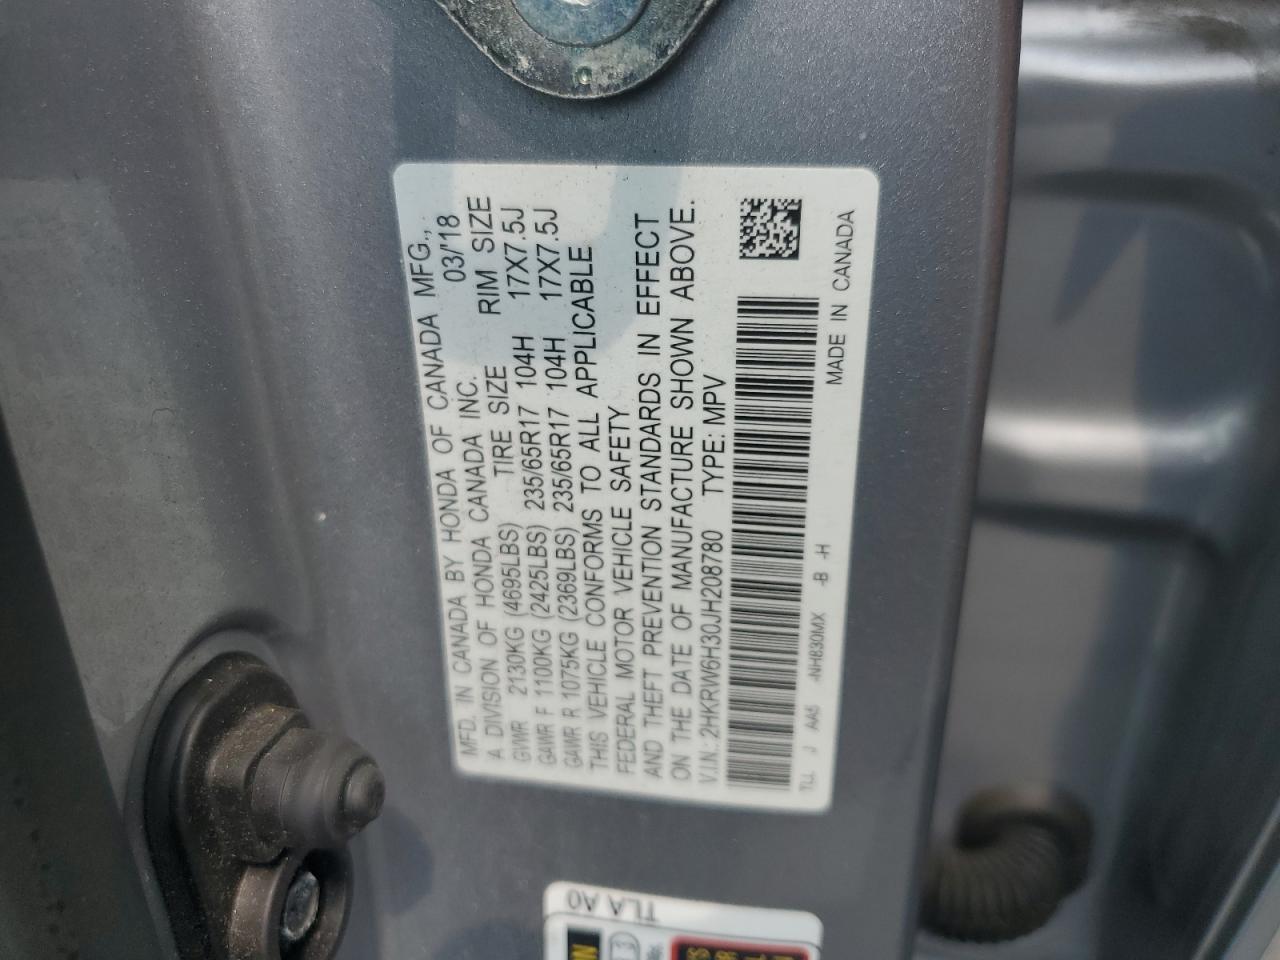 MFD. IN CANADA BY HONDA OF CANADA MFG.,
A DIVISION OF HONDA CANADA INC. 03/'18
TIRE SIZE RIM SIZE
GVWR 2130KG (4695LBS)
GAWR F 1100KG (2425LBS) 235/65R17 104H 17X7.5J
GAWR R 1075KG (2369LBS) 235/65R17 104H 17X7.5J
THIS VEHICLE CONFORMS TO ALL APPLICABLE
FEDERAL MOTOR VEHICLE SAFETY
AND THEFT PREVENTION STANDARDS IN EFFECT
ON THE DATE OF MANUFACTURE SHOWN ABOVE.
V.I.N.: 2HKRW6H30JH208780 TYPE: MPV
MADE IN CANADA
TLL J AA5 -NH830MX -B -H
TLA A0